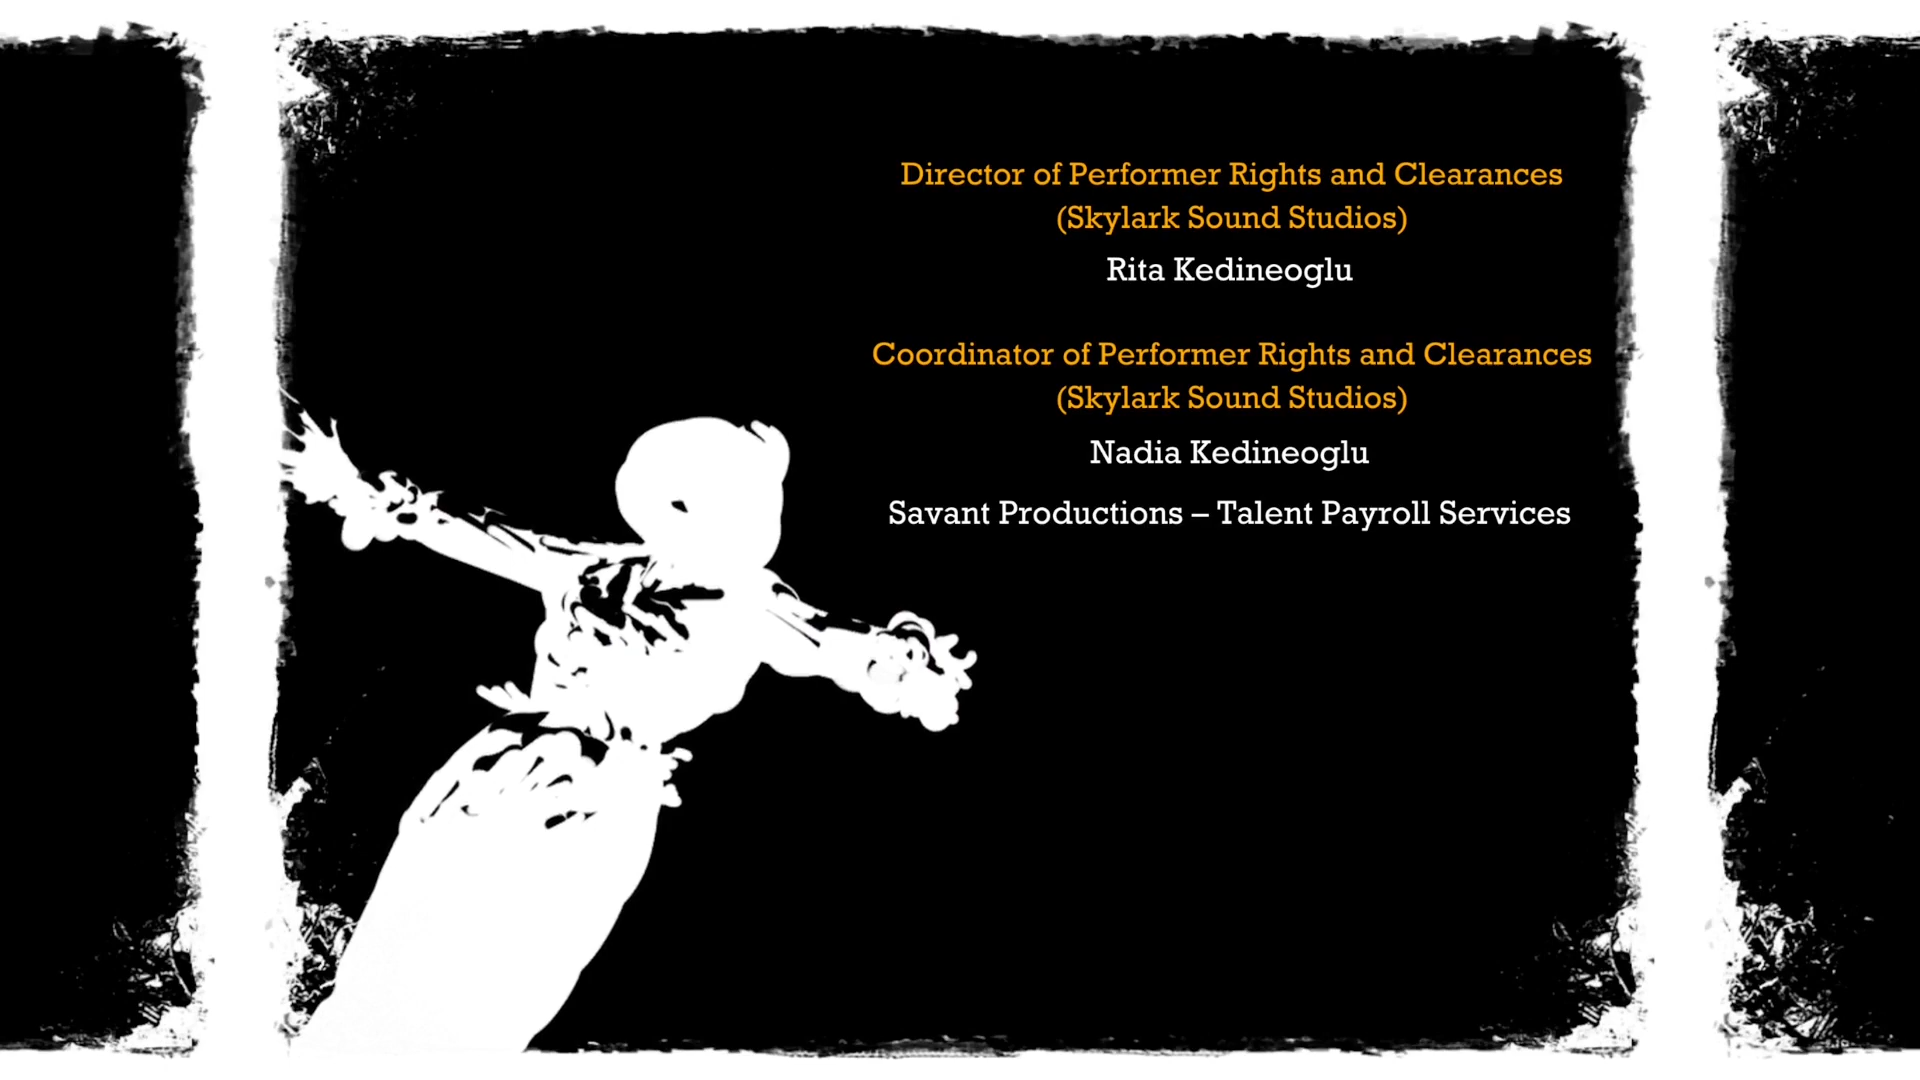 Director of Performer Rights and Clearances
(Skylark Sound Studios)
Rita Kedineoglu
Coordinator of Performer Rights and Clearances
(Skylark Sound Studios)
Nadia Kedineoglu
Savant Productions – Talent Payroll Services